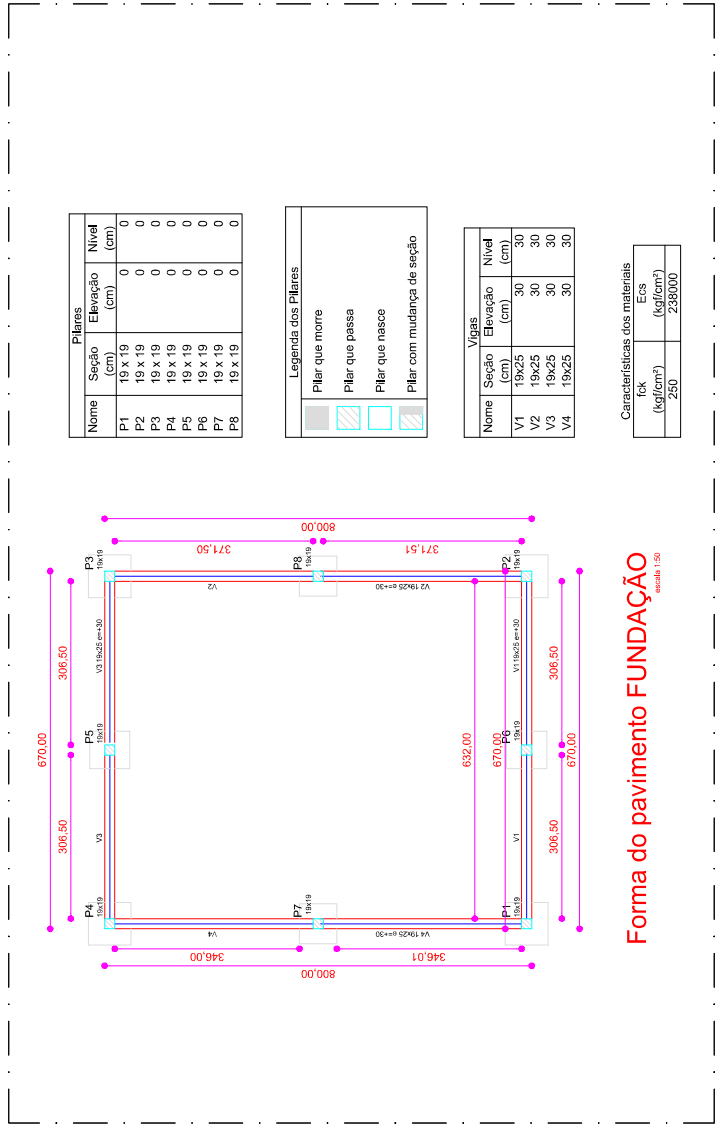 Pilares
Nome Seção (cm) Elevação (cm) Nível (cm)
P1 19 x 19 0 0
P2 19 x 19 0 0
P3 19 x 19 0 0
P4 19 x 19 0 0
P5 19 x 19 0 0
P6 19 x 19 0 0
P7 19 x 19 0 0
P8 19 x 19 0 0
Legenda dos Pilares
Pilar que morre
Pilar que passa
Pilar que nasce
Pilar com mudança de seção
Vigas
Nome Seção (cm) Elevação (cm) Nível (cm)
V1 19x25 30 30
V2 19x25 30 30
V3 19x25 30 30
V4 19x25 30 30
Características dos materiais
fck (kgf/cm²) Ecs (kgf/cm²)
250 238000
800,00
371,50 371,51
P3 19x19
P8 19x19
P2 19x19
V2
V2 19x25 e=+30
670,00
306,50 306,50
V3 19x25 e=+30
V3
P5 19x19
P6 19x19
632,00
670,00
V1 19x25 e=+30
V1
306,50 306,50
670,00
P4 19x19
P7 19x19
P1 19x19
V4
V4 19x25 e=+30
346,00 346,01
800,00
Forma do pavimento FUNDAÇÃO
escala 1:50